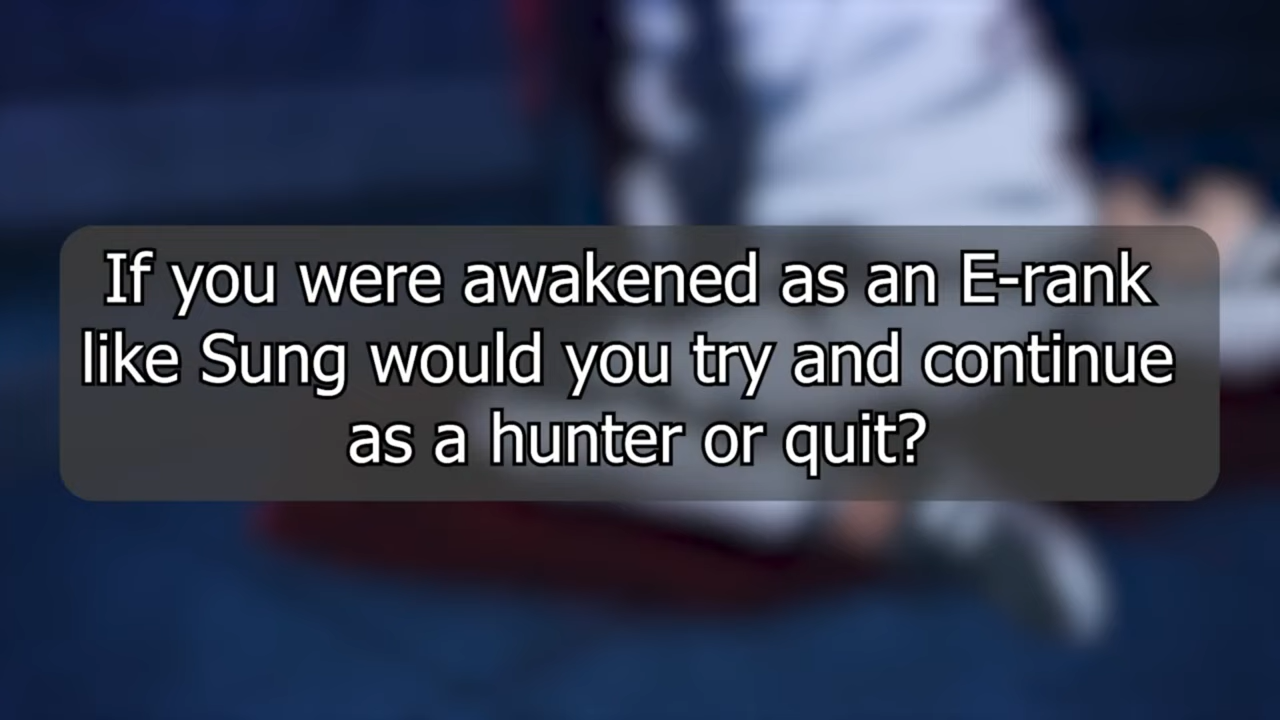 If you were awakened as an E-rank
like Sung would you try and continue
as a hunter or quit?